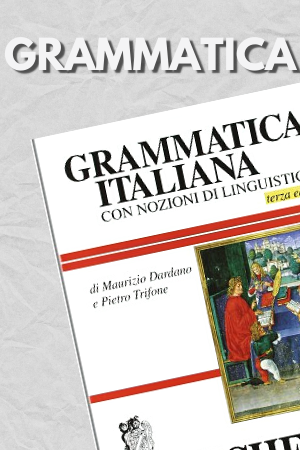 GRAMMATICA
GRAMMATICA
ITALIANA
CON NOZIONI DI LINGUISTIC
terza e
di Maurizio Dardano
e Pietro Trifone